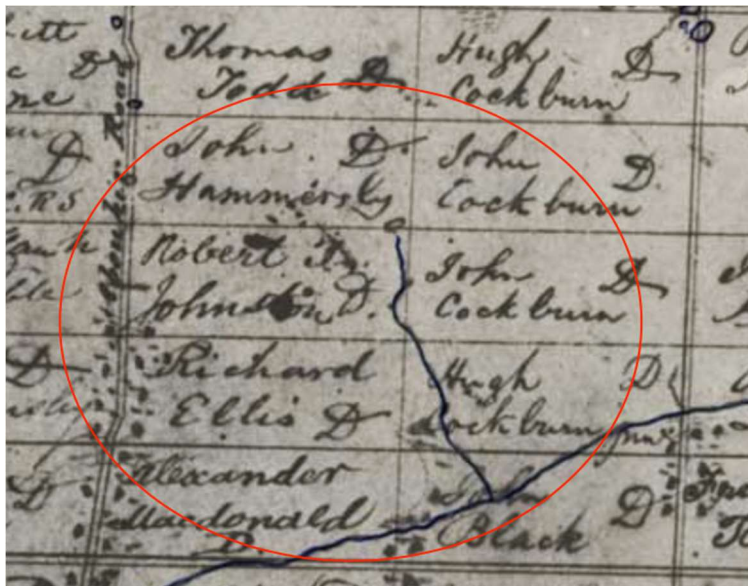 Thomas
Todd D
Hugh D
Cockburn
John D
Hammersly
John D
Cockburn
Robert
Johnston D.
John D
Cockburn
Richard
Ellis D
Hugh D
Cockburn
Alexander
Macdonald
D
John D
Black